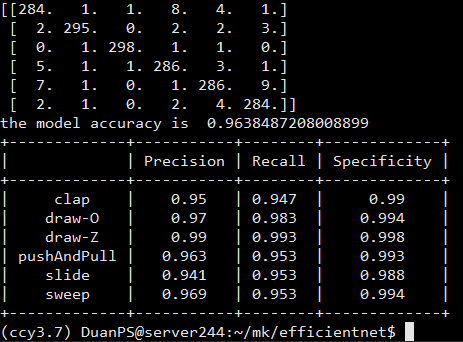 [[284.   1.   1.   8.   4.   1.]
 [  2. 295.   0.   2.   2.   3.]
 [  0.   1. 298.   1.   1.   0.]
 [  5.   1.   1. 286.   3.   1.]
 [  7.   1.   0.   1. 286.   9.]
 [  2.   1.   0.   2.   4. 284.]]
the model accuracy is  0.9638487208008899
+-------------+-----------+--------+-------------+
|             | Precision | Recall | Specificity |
+-------------+-----------+--------+-------------+
|     clap    |    0.95   | 0.947  |     0.99    |
|    draw-O   |    0.97   | 0.983  |    0.994    |
|    draw-Z   |    0.99   | 0.993  |    0.998    |
| pushAndPull |   0.963   | 0.953  |    0.993    |
|    slide    |   0.941   | 0.953  |    0.988    |
|    sweep    |   0.969   | 0.953  |    0.994    |
+-------------+-----------+--------+-------------+
(ccy3.7) DuanPS@server244:~/mk/efficientnet$